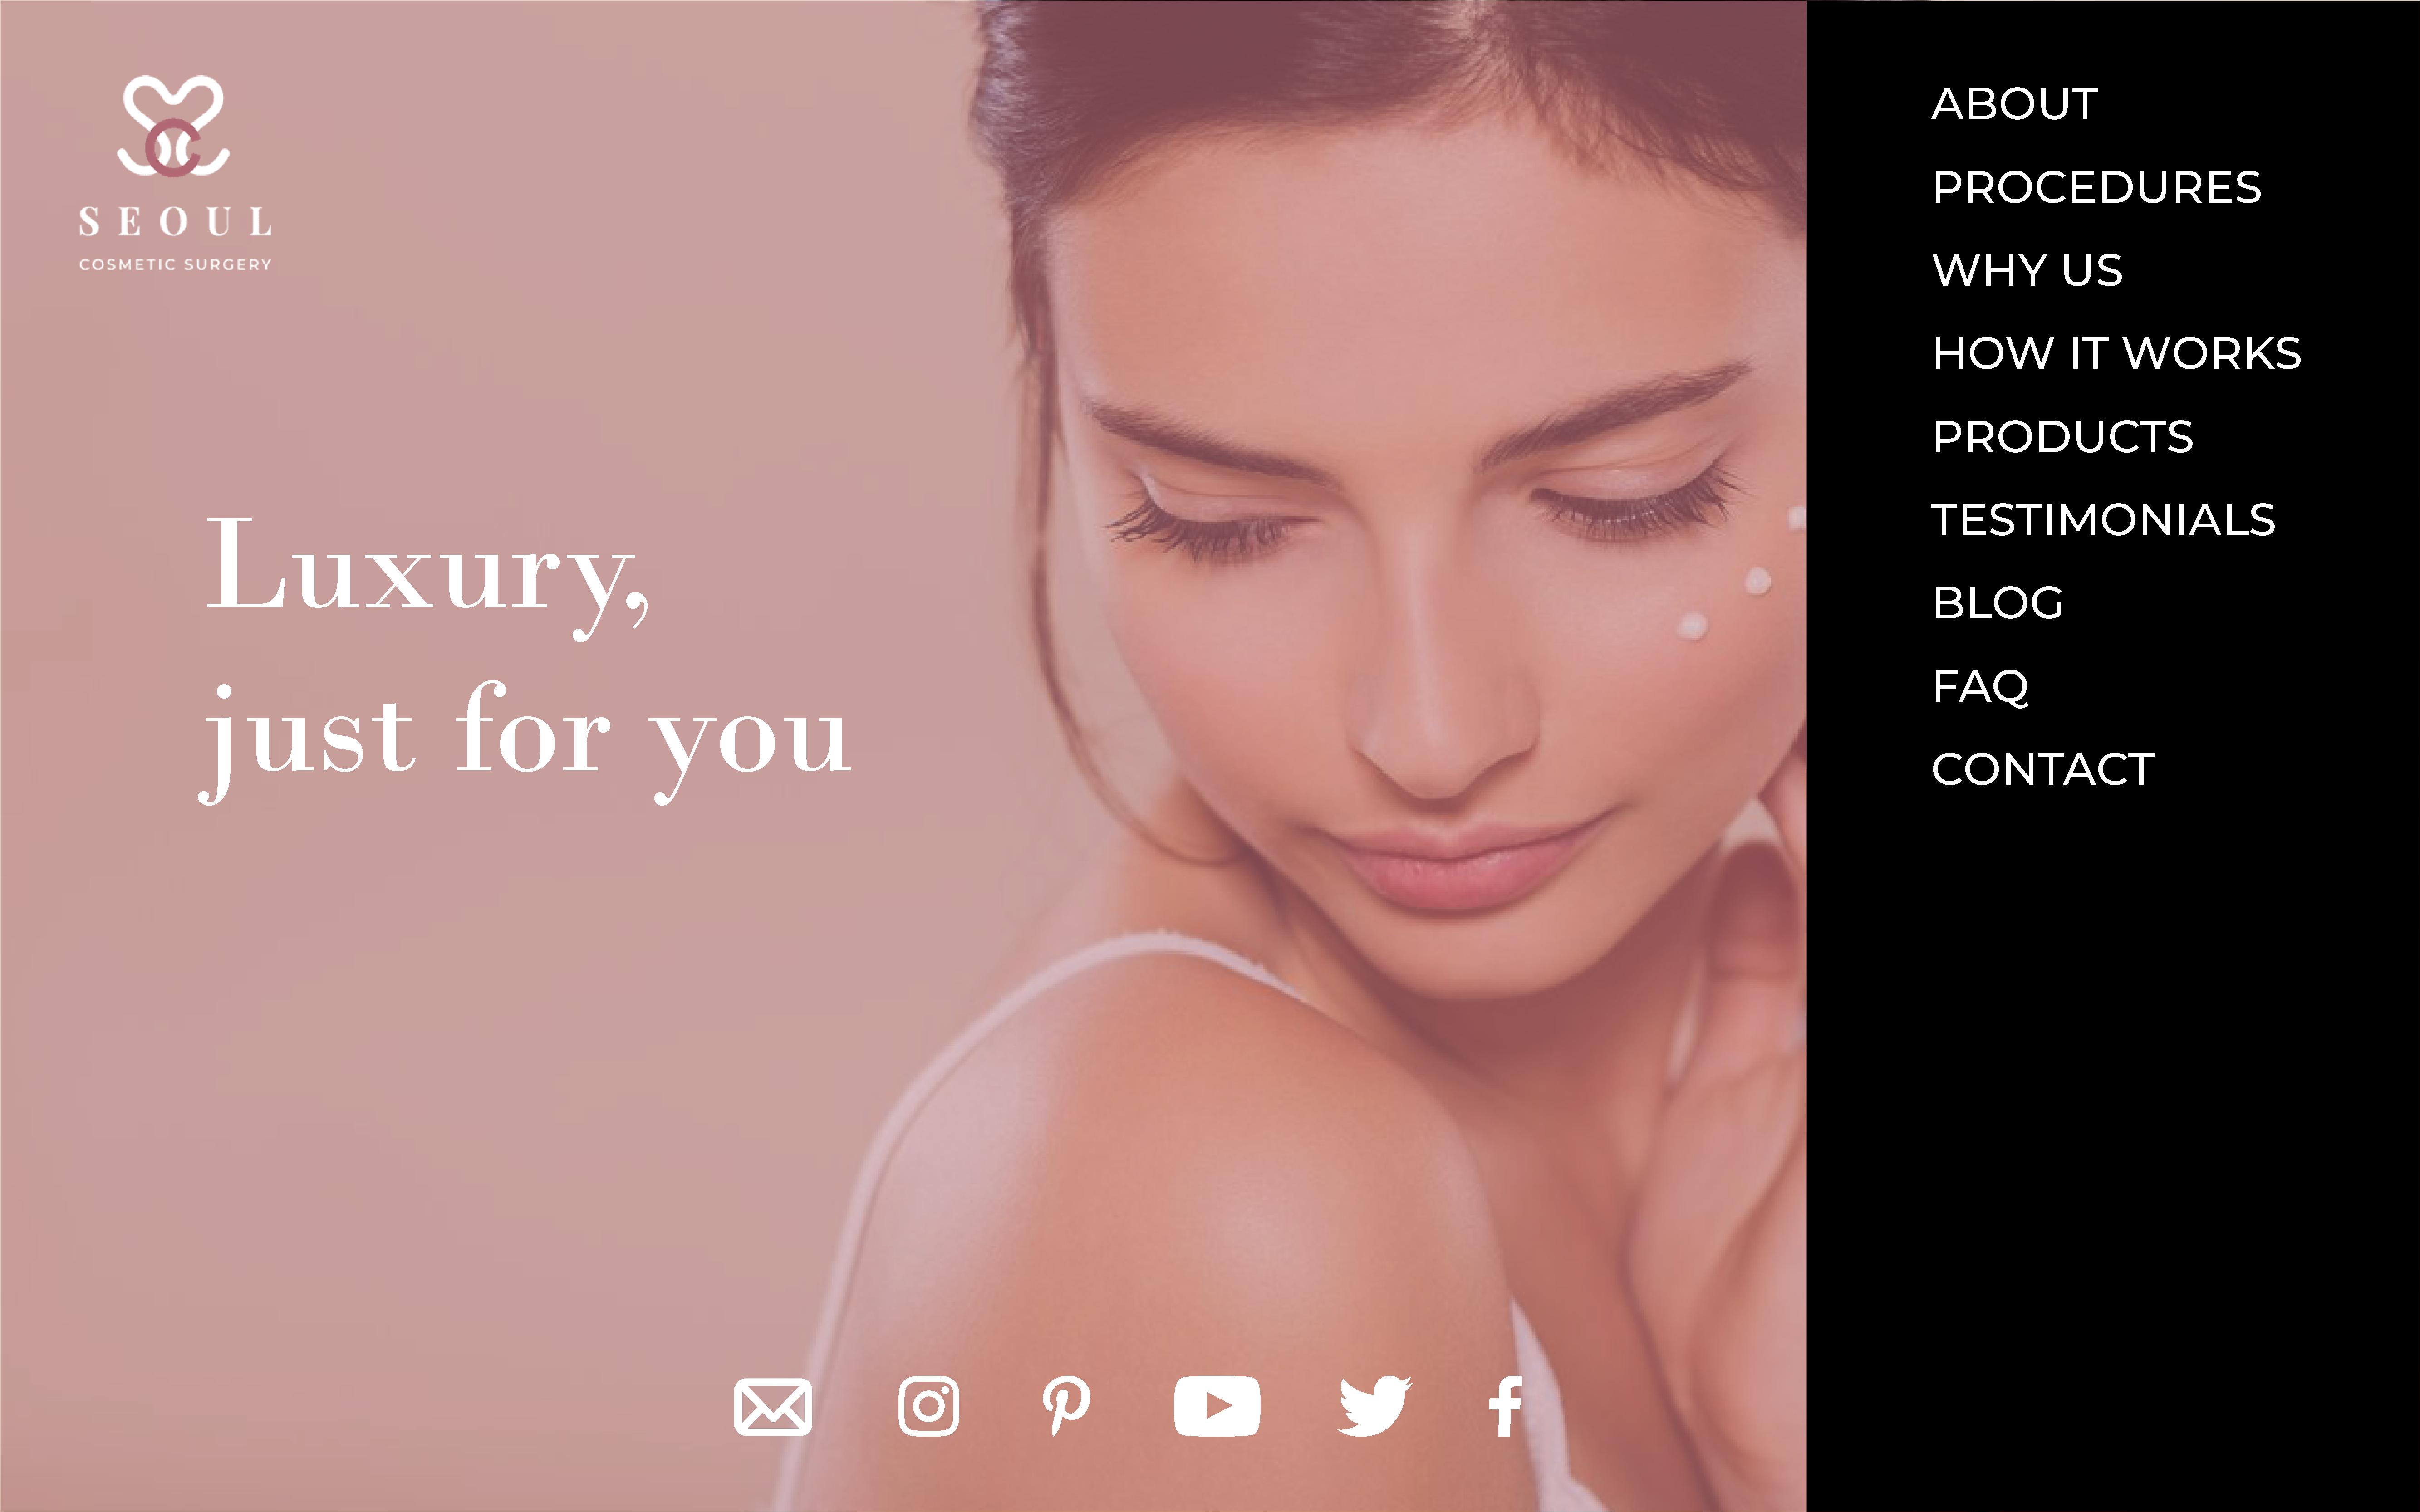 SEOUL
COSMETIC SURGERY
Luxury,
just for you
ABOUT
PROCEDURES
WHY US
HOW IT WORKS
PRODUCTS
TESTIMONIALS
BLOG
FAQ
CONTACT